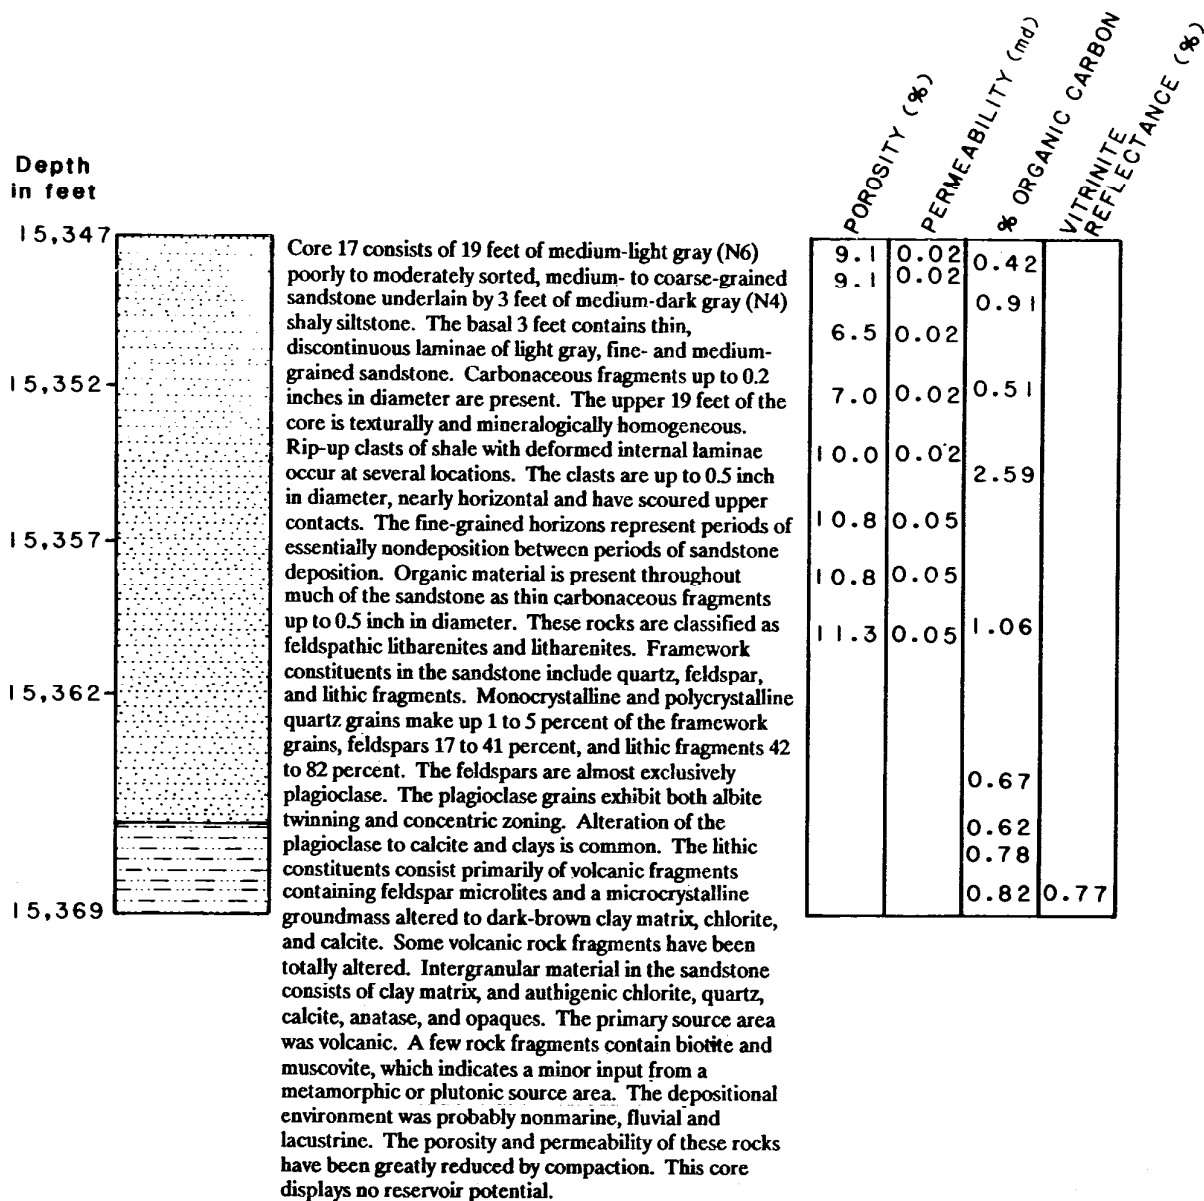 POROSITY (%)
PERMEABILITY (md)
% ORGANIC CARBON
VITRINITE
REFLECTANCE (%)
Depth
in feet
15,347
15,352
15,357
15,362
15,369
Core 17 consists of 19 feet of medium-light gray (N6)
poorly to moderately sorted, medium- to coarse-grained
sandstone underlain by 3 feet of medium-dark gray (N4)
shaly siltstone. The basal 3 feet contains thin,
discontinuous laminae of light gray, fine- and medium-
grained sandstone. Carbonaceous fragments up to 0.2
inches in diameter are present. The upper 19 feet of the
core is texturally and mineralogically homogeneous.
Rip-up clasts of shale with deformed internal laminae
occur at several locations. The clasts are up to 0.5 inch
in diameter, nearly horizontal and have scoured upper
contacts. The fine-grained horizons represent periods of
essentially nondeposition between periods of sandstone
deposition. Organic material is present throughout
much of the sandstone as thin carbonaceous fragments
up to 0.5 inch in diameter. These rocks are classified as
feldspathic litharenites and litharenites. Framework
constituents in the sandstone include quartz, feldspar,
and lithic fragments. Monocrystalline and polycrystalline
quartz grains make up 1 to 5 percent of the framework
grains, feldspars 17 to 41 percent, and lithic fragments 42
to 82 percent. The feldspars are almost exclusively
plagioclase. The plagioclase grains exhibit both albite
twinning and concentric zoning. Alteration of the
plagioclase to calcite and clays is common. The lithic
constituents consist primarily of volcanic fragments
containing feldspar microlites and a microcrystalline
groundmass altered to dark-brown clay matrix, chlorite,
and calcite. Some volcanic rock fragments have been
totally altered. Intergranular material in the sandstone
consists of clay matrix, and authigenic chlorite, quartz,
calcite, anatase, and opaques. The primary source area
was volcanic. A few rock fragments contain biotite and
muscovite, which indicates a minor input from a
metamorphic or plutonic source area. The depositional
environment was probably nonmarine, fluvial and
lacustrine. The porosity and permeability of these rocks
have been greatly reduced by compaction. This core
displays no reservoir potential.
9.1 0.02 0.42
9.1 0.02
0.91
6.5 0.02
7.0 0.02 0.51
10.0 0.02
2.59
10.8 0.05
10.8 0.05
11.3 0.05 1.06
0.67
0.62
0.78
0.82 0.77